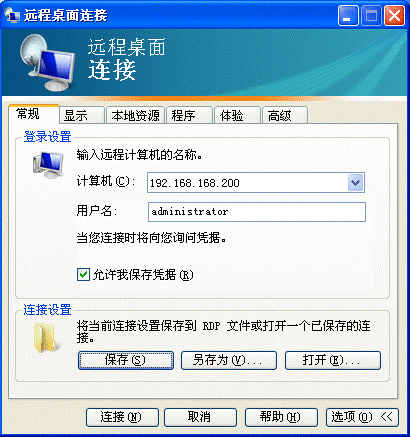 远程桌面连接
远程桌面
连接
常规 显示 本地资源 程序 体验 高级
登录设置
输入远程计算机的名称。
计算机(C): 192.168.168.200
用户名: administrator
当您连接时将向您询问凭据。
允许我保存凭据(R)
连接设置
将当前连接设置保存到 RDP 文件或打开一个已保存的连
接。
保存(S) 另存为(V)... 打开(E)...
连接(N) 取消 帮助(H) 选项(O) <<